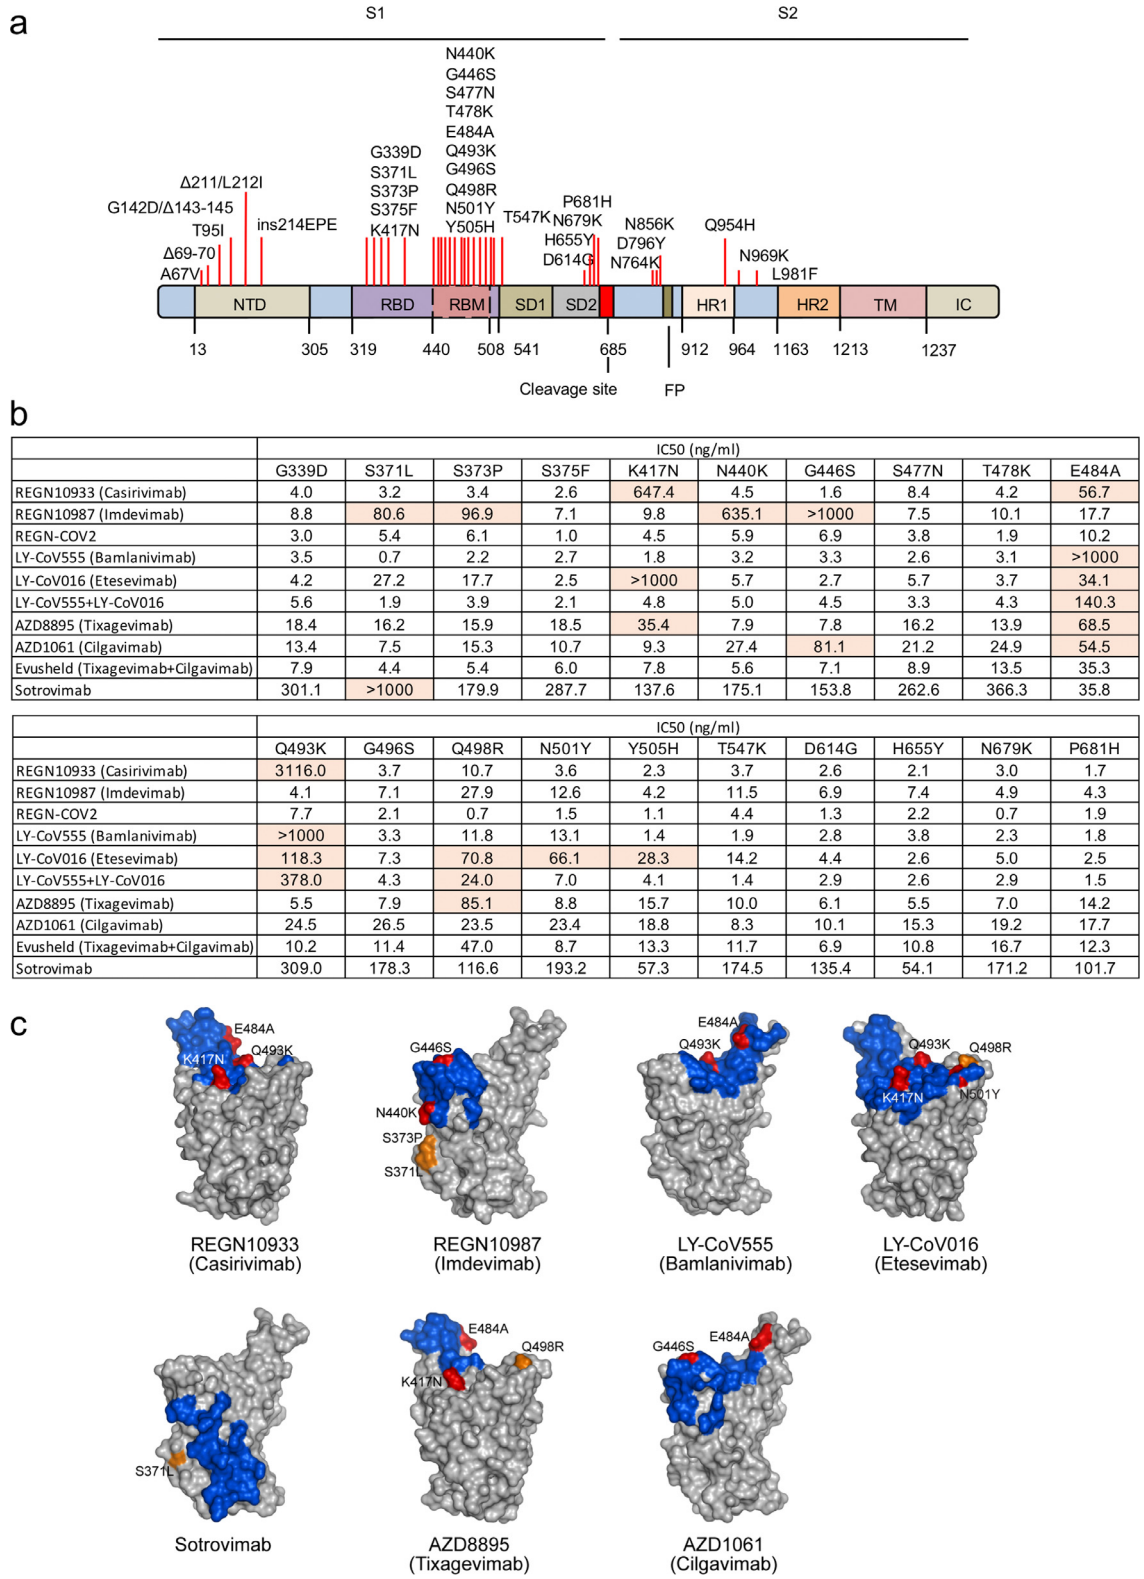 a
S1
S2
N440K
G446S
S477N
T478K
E484A
Q493K
G496S
Q498R
N501Y
Y505H
G339D
S371L
S373P
S375F
K417N
Δ211/L212I
G142D/Δ143-145
T95I
ins214EPE
Δ69-70
A67V
T547K
P681H
N679K
H655Y
D614G
N856K
D796Y
N764K
Q954H
N969K
L981F
NTD RBD RBM SD1 SD2 HR1 HR2 TM IC
13 305 319 440 508 541 685 912 964 1163 1213 1237
Cleavage site FP
b
IC50 (ng/ml)
G339D S371L S373P S375F K417N N440K G446S S477N T478K E484A
REGN10933 (Casirivimab) 4.0 3.2 3.4 2.6 647.4 4.5 1.6 8.4 4.2 56.7
REGN10987 (Imdevimab) 8.8 80.6 96.9 7.1 9.8 635.1 >1000 7.5 10.1 17.7
REGN-COV2 3.0 5.4 6.1 1.0 4.5 5.9 6.9 3.8 1.9 10.2
LY-CoV555 (Bamlanivimab) 3.5 0.7 2.2 2.7 1.8 3.2 3.3 2.6 3.1 >1000
LY-CoV016 (Etesevimab) 4.2 27.2 17.7 2.5 >1000 5.7 2.7 5.7 3.7 34.1
LY-CoV555+LY-CoV016 5.6 1.9 3.9 2.1 4.8 5.0 4.5 3.3 4.3 140.3
AZD8895 (Tixagevimab) 18.4 16.2 15.9 18.5 35.4 7.9 7.8 16.2 13.9 68.5
AZD1061 (Cilgavimab) 13.4 7.5 15.3 10.7 9.3 27.4 81.1 21.2 24.9 54.5
Evusheld (Tixagevimab+Cilgavimab) 7.9 4.4 5.4 6.0 7.8 5.6 7.1 8.9 13.5 35.3
Sotrovimab 301.1 >1000 179.9 287.7 137.6 175.1 153.8 262.6 366.3 35.8
IC50 (ng/ml)
Q493K G496S Q498R N501Y Y505H T547K D614G H655Y N679K P681H
REGN10933 (Casirivimab) 3116.0 3.7 10.7 3.6 2.3 3.7 2.6 2.1 3.0 1.7
REGN10987 (Imdevimab) 4.1 7.1 27.9 12.6 4.2 11.5 6.9 7.4 4.9 4.3
REGN-COV2 7.7 2.1 0.7 1.5 1.1 4.4 1.3 2.2 0.7 1.9
LY-CoV555 (Bamlanivimab) >1000 3.3 11.8 13.1 1.4 1.9 2.8 3.8 2.3 1.8
LY-CoV016 (Etesevimab) 118.3 7.3 70.8 66.1 28.3 14.2 4.4 2.6 5.0 2.5
LY-CoV555+LY-CoV016 378.0 4.3 24.0 7.0 4.1 1.4 2.9 2.6 2.9 1.5
AZD8895 (Tixagevimab) 5.5 7.9 85.1 8.8 15.7 10.0 6.1 5.5 7.0 14.2
AZD1061 (Cilgavimab) 24.5 26.5 23.5 23.4 18.8 8.3 10.1 15.3 19.2 17.7
Evusheld (Tixagevimab+Cilgavimab) 10.2 11.4 47.0 8.7 13.3 11.7 6.9 10.8 16.7 12.3
Sotrovimab 309.0 178.3 116.6 193.2 57.3 174.5 135.4 54.1 171.2 101.7
c
E484A
Q493K
K417N
REGN10933
(Casirivimab)
G446S
N440K
S373P
S371L
REGN10987
(Imdevimab)
E484A
Q493K
LY-CoV555
(Bamlanivimab)
Q493K
Q498R
K417N
N501Y
LY-CoV016
(Etesevimab)
S371L
Sotrovimab
E484A
Q498R
K417N
AZD8895
(Tixagevimab)
G446S
E484A
AZD1061
(Cilgavimab)